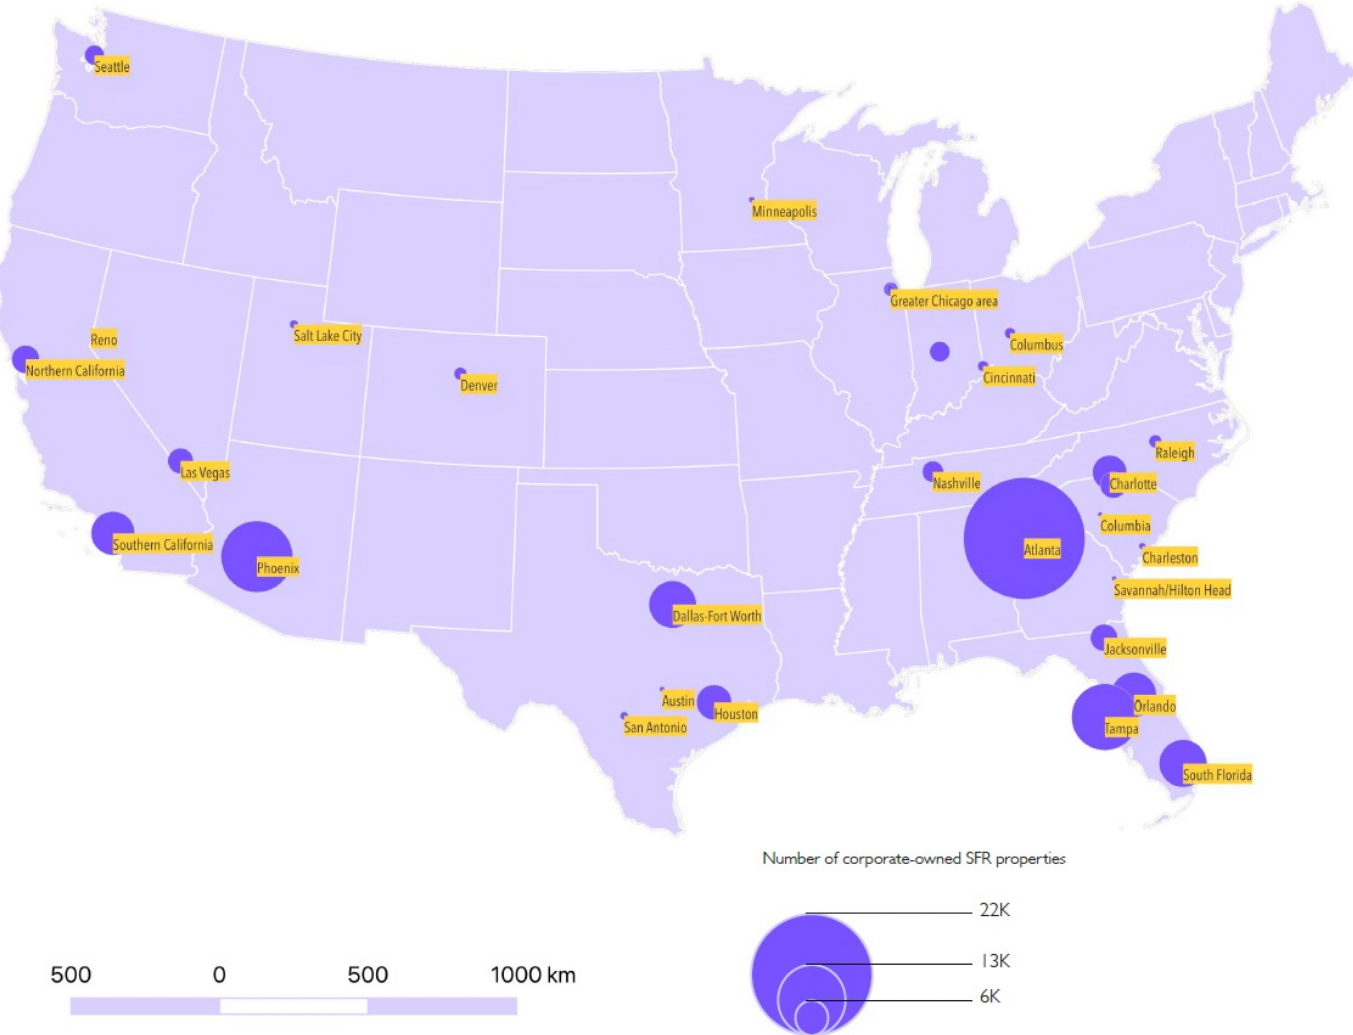 Seattle
Minneapolis
Greater Chicago area
Salt Lake City
Reno
Columbus
Northern California
Cincinnati
Denver
Raleigh
Las Vegas
Nashville
Charlotte
Columbia
Southern California
Atlanta
Charleston
Phoenix
Savannah/Hilton Head
Dallas-Fort Worth
Jacksonville
Austin
Orlando
Houston
San Antonio
Tampa
South Florida
Number of corporate-owned SFR properties
22K
13K
6K
500 0 500 1000 km